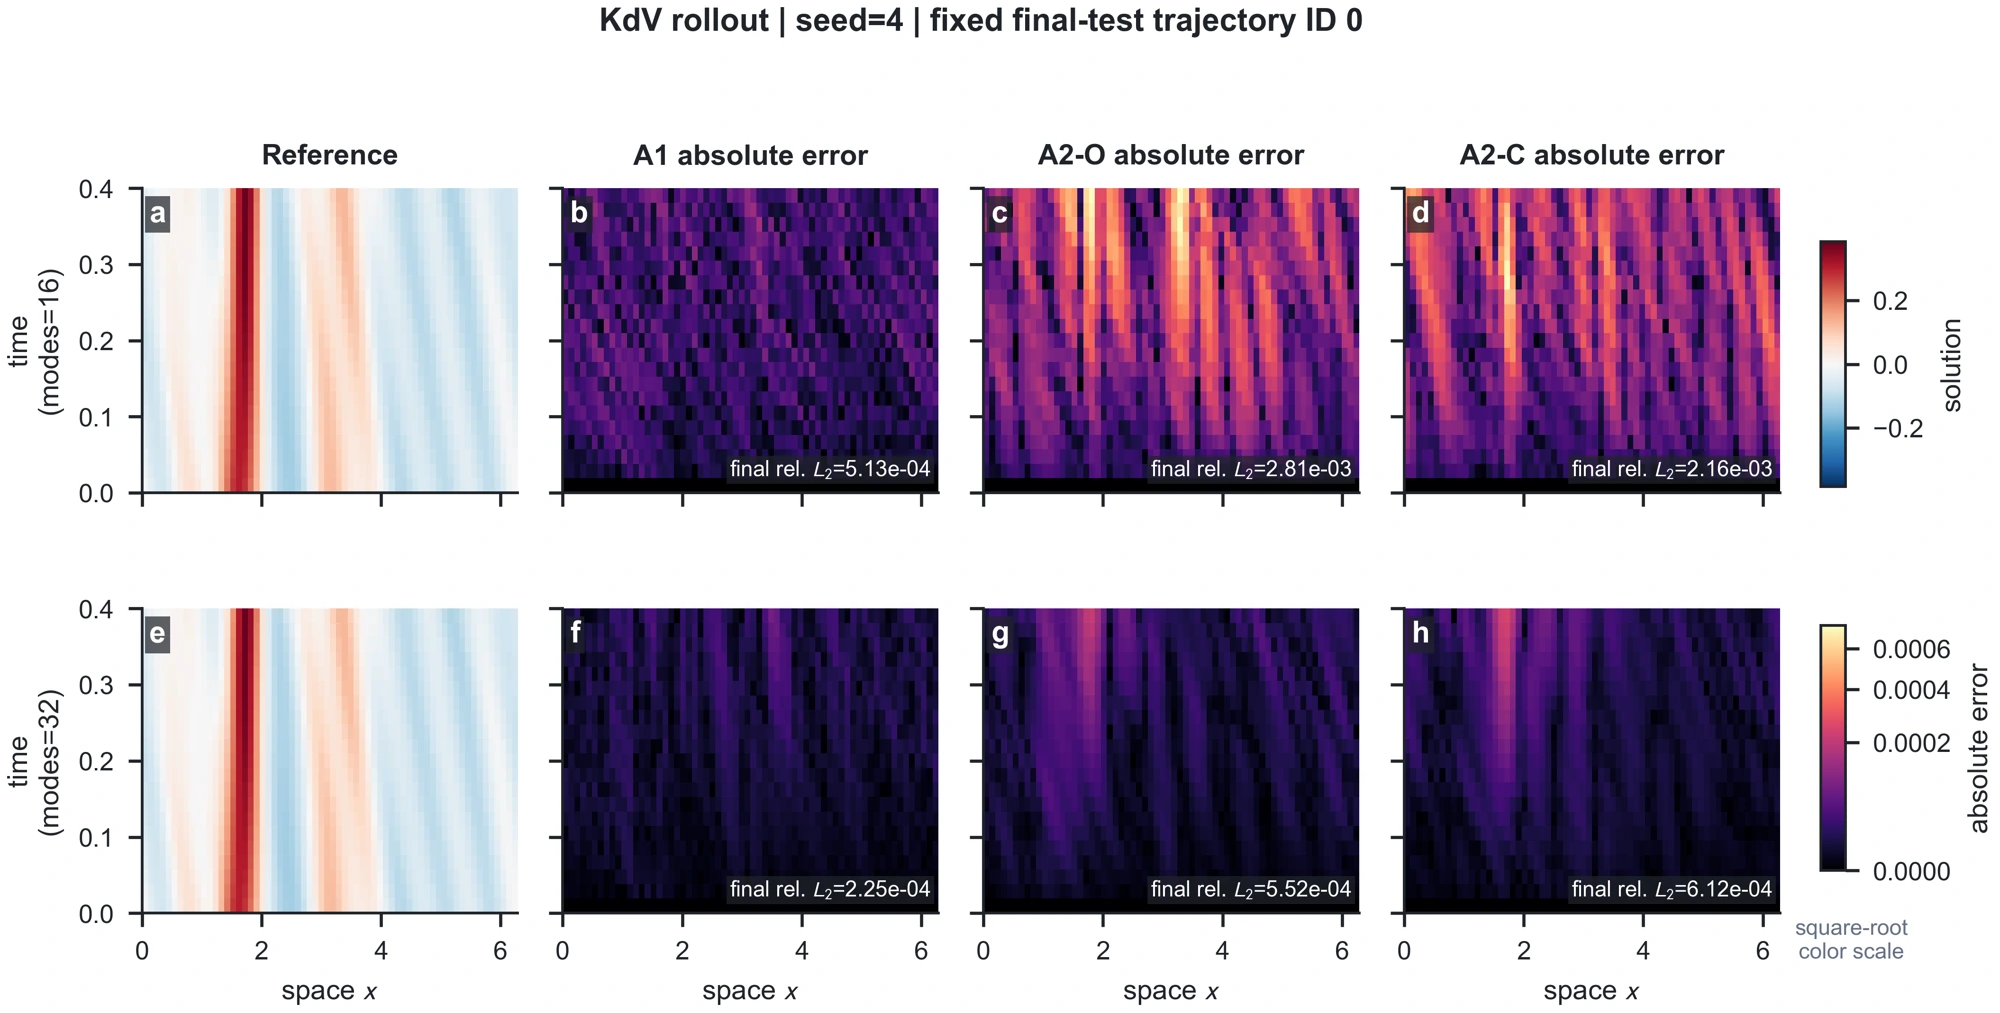 KdV rollout | seed=4 | fixed final-test trajectory ID 0
Reference
A1 absolute error
A2-O absolute error
A2-C absolute error
time
(modes=16)
0.4
0.3
0.2
0.1
0.0
a
b
final rel. L2=5.13e-04
c
final rel. L2=2.81e-03
d
final rel. L2=2.16e-03
0.2
0.0
−0.2
solution
time
(modes=32)
0.4
0.3
0.2
0.1
0.0
e
f
final rel. L2=2.25e-04
g
final rel. L2=5.52e-04
h
final rel. L2=6.12e-04
0.0006
0.0004
0.0002
0.0000
absolute error
square-root
color scale
0 2 4 6
0 2 4 6
0 2 4 6
0 2 4 6
space x
space x
space x
space x